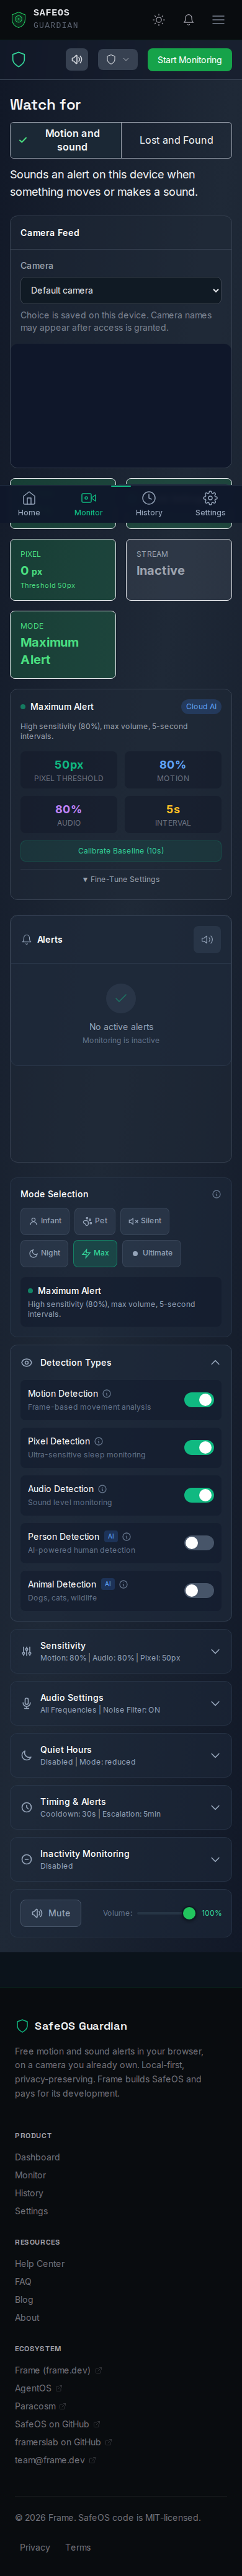 SAFEOS
GUARDIAN
Start Monitoring
Watch for
Motion and
sound
Lost and Found
Sounds an alert on this device when
something moves or makes a sound.
Camera Feed
Camera
Default camera
Choice is saved on this device. Camera names
may appear after access is granted.
Home
Monitor
History
Settings
PIXEL
0 px
Threshold 50px
STREAM
Inactive
MODE
Maximum
Alert
Maximum Alert
Cloud AI
High sensitivity (80%), max volume, 5-second
intervals.
50px
PIXEL THRESHOLD
80%
MOTION
80%
AUDIO
5s
INTERVAL
Calibrate Baseline (10s)
▼ Fine-Tune Settings
Alerts
No active alerts
Monitoring is inactive
Mode Selection
Infant
Pet
Silent
Night
Max
Ultimate
Maximum Alert
High sensitivity (80%), max volume, 5-second
intervals.
Detection Types
Motion Detection
Frame-based movement analysis
Pixel Detection
Ultra-sensitive sleep monitoring
Audio Detection
Sound level monitoring
Person Detection AI
AI-powered human detection
Animal Detection AI
Dogs, cats, wildlife
Sensitivity
Motion: 80% | Audio: 80% | Pixel: 50px
Audio Settings
All Frequencies | Noise Filter: ON
Quiet Hours
Disabled | Mode: reduced
Timing & Alerts
Cooldown: 30s | Escalation: 5min
Inactivity Monitoring
Disabled
Mute
Volume:
100%
SafeOS Guardian
Free motion and sound alerts in your browser,
on a camera you already own. Local-first,
privacy-preserving. Frame builds SafeOS and
pays for its development.
PRODUCT
Dashboard
Monitor
History
Settings
RESOURCES
Help Center
FAQ
Blog
About
ECOSYSTEM
Frame (frame.dev)
AgentOS
Paracosm
SafeOS on GitHub
framerslab on GitHub
team@frame.dev
© 2026 Frame. SafeOS code is MIT-licensed.
Privacy
Terms